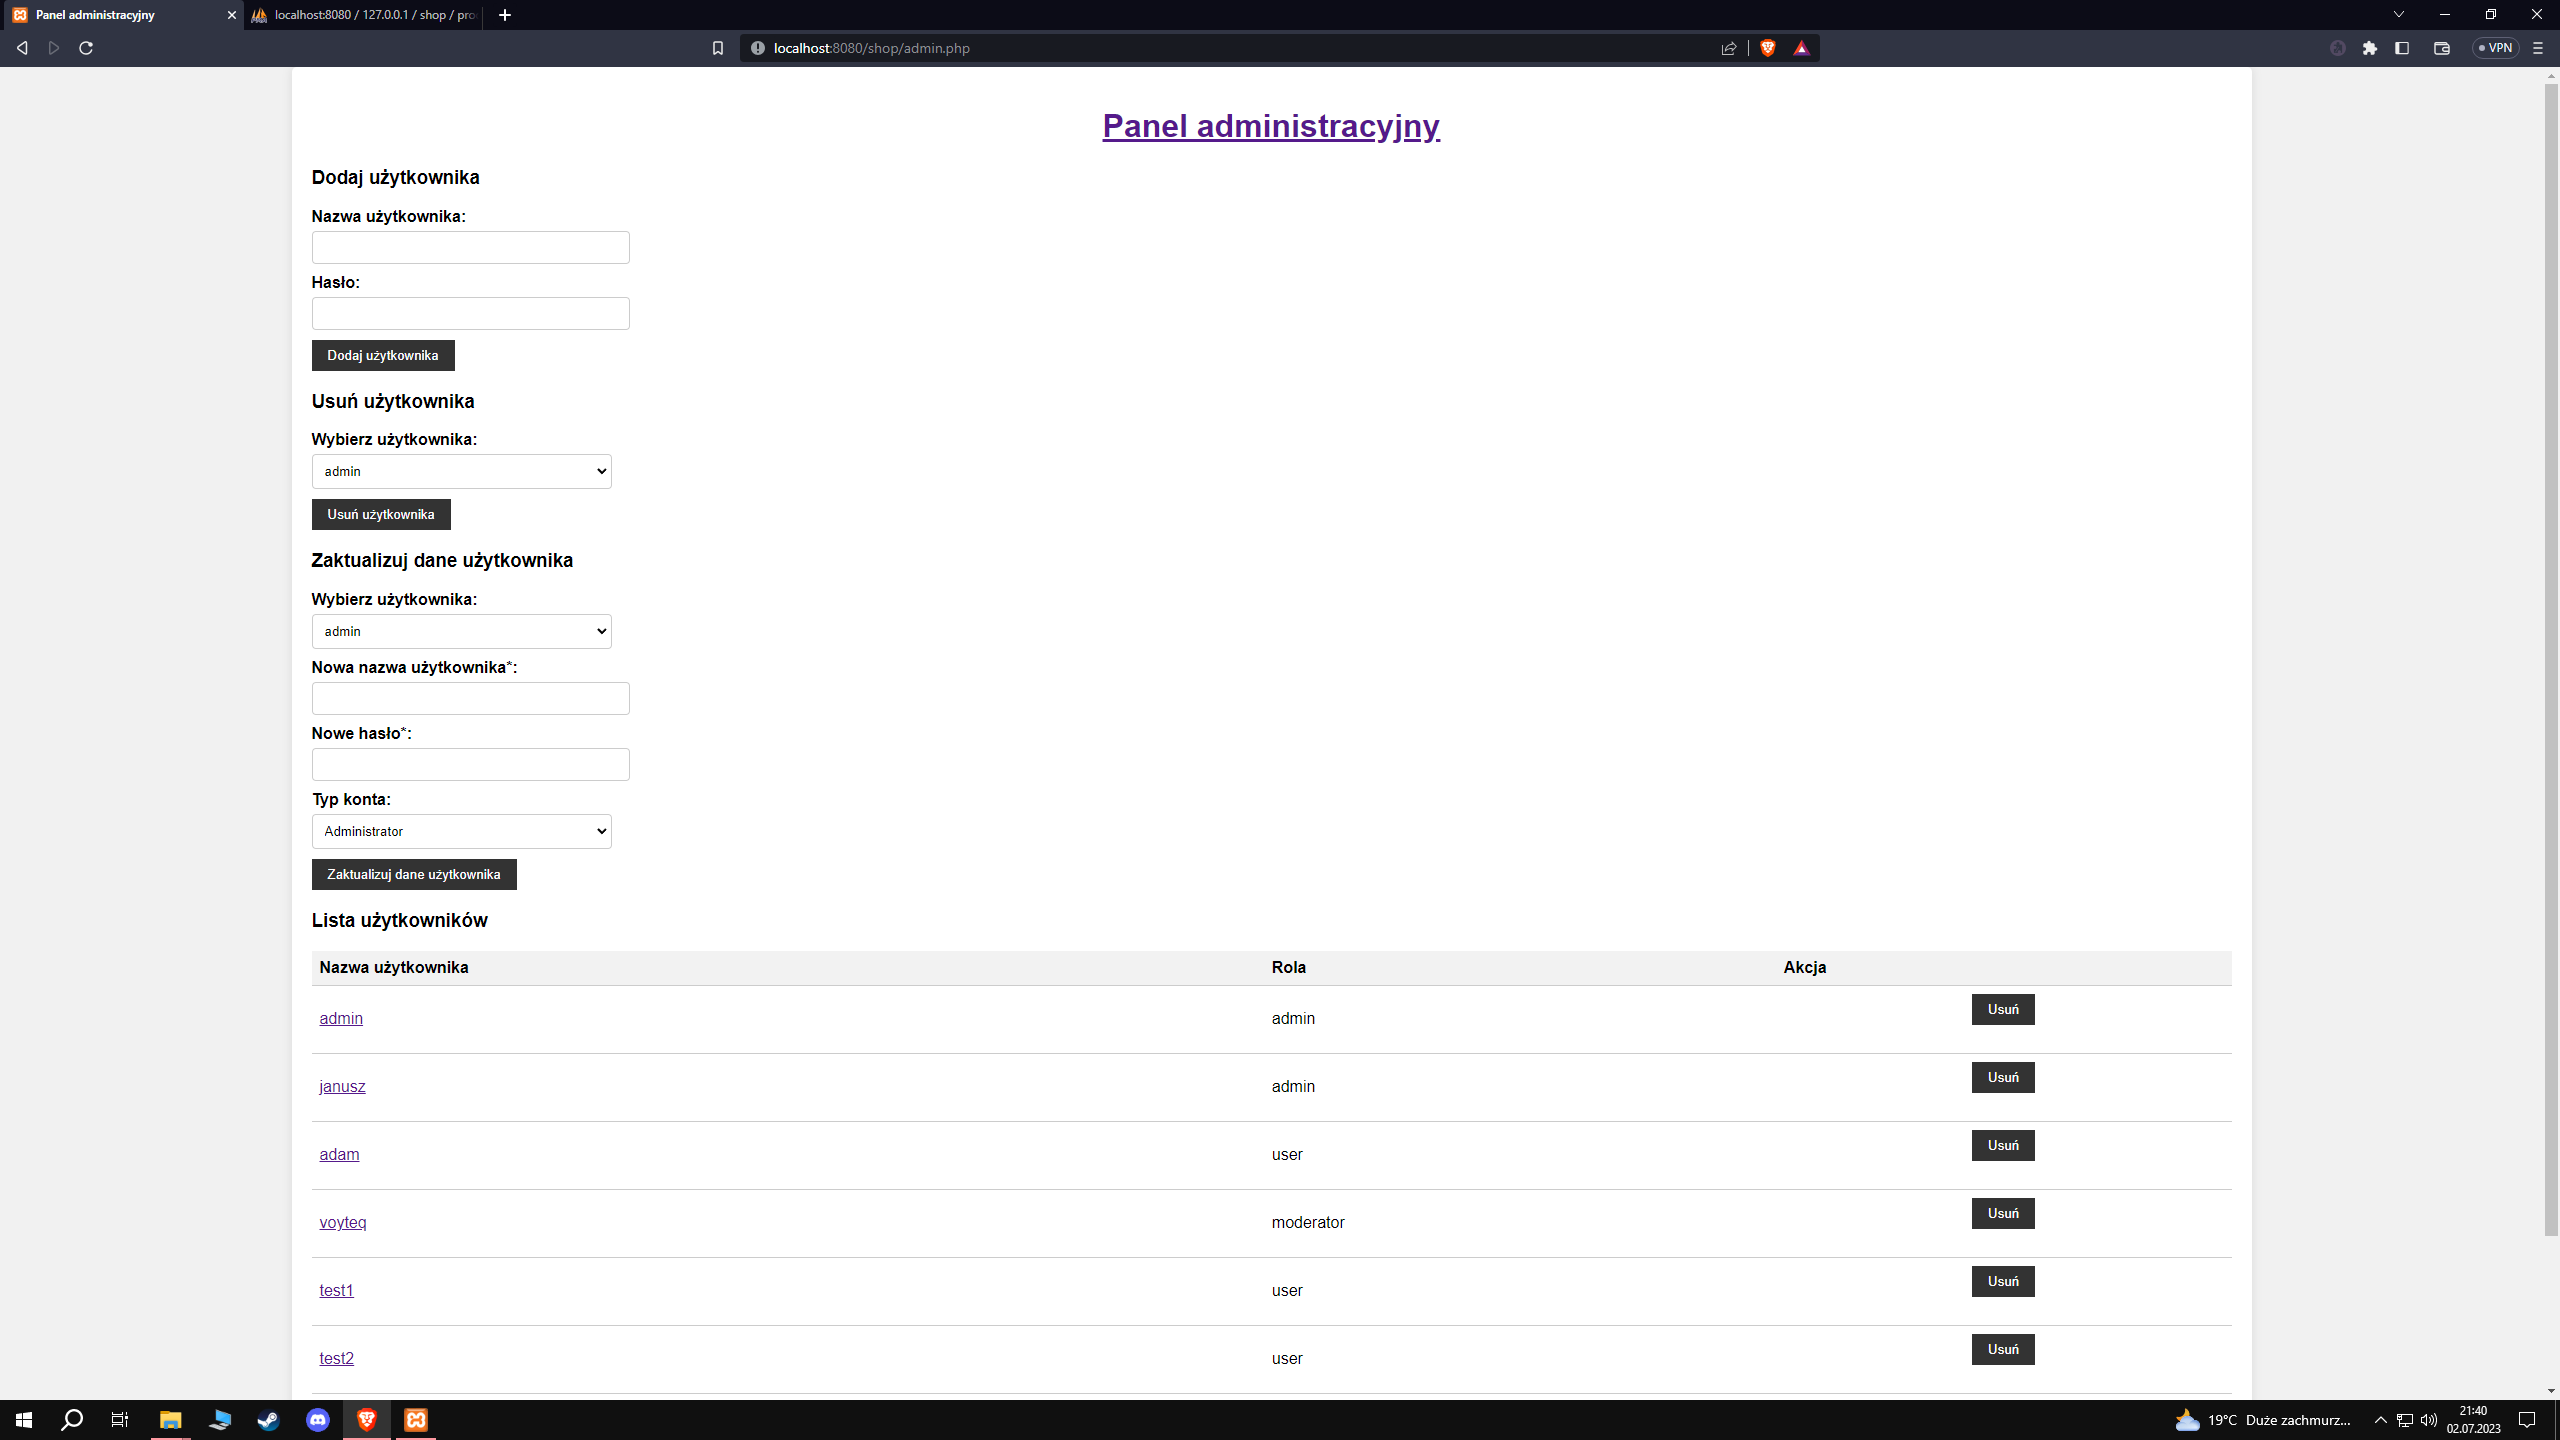 Panel administracyjny
localhost:8080 / 127.0.0.1 / shop / pro
localhost:8080/shop/admin.php
VPN
Panel administracyjny
Dodaj użytkownika
Nazwa użytkownika:
Hasło:
Dodaj użytkownika
Usuń użytkownika
Wybierz użytkownika:
admin
Usuń użytkownika
Zaktualizuj dane użytkownika
Wybierz użytkownika:
admin
Nowa nazwa użytkownika*:
Nowe hasło*:
Typ konta:
Administrator
Zaktualizuj dane użytkownika
Lista użytkowników
Nazwa użytkownika Rola Akcja
admin admin Usuń
janusz admin Usuń
adam user Usuń
voyteq moderator Usuń
test1 user Usuń
test2 user Usuń
19°C Duże zachmurz...
21:40
02.07.2023